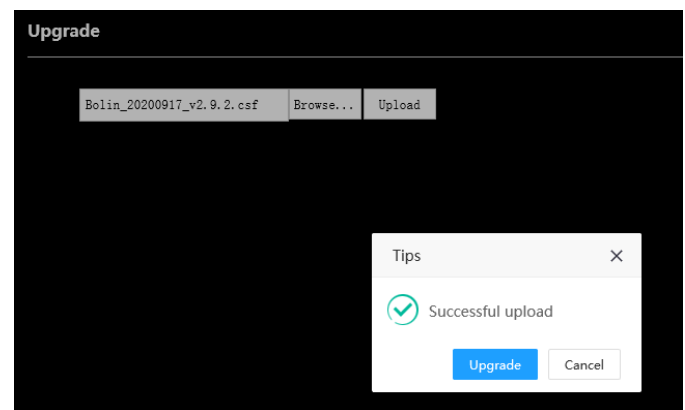 Upgrade
Bolin_20200917_v2.9.2.csf Browse... Upload
Tips
Successful upload
Upgrade Cancel